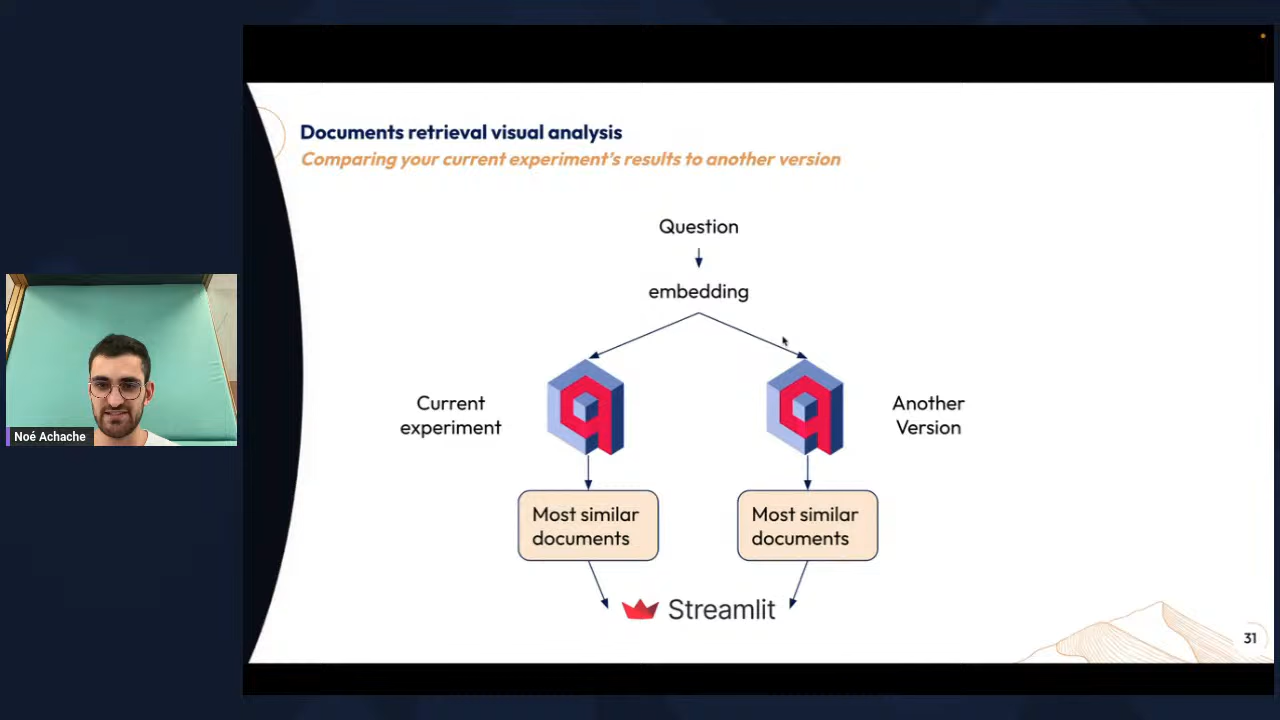 Documents retrieval visual analysis
Comparing your current experiment's results to another version
Question
embedding
Current
experiment
Another
Version
Most similar
documents
Most similar
documents
Streamlit
31
Noé Achache